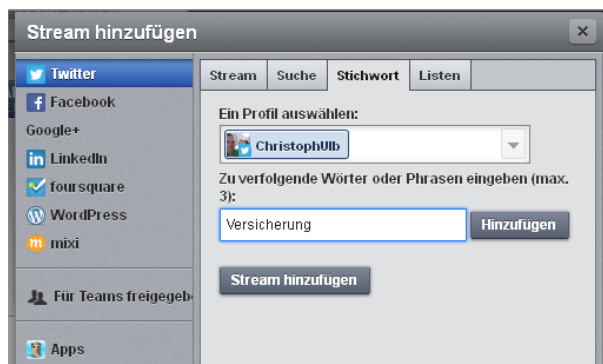 Stream hinzufügen
Twitter
Facebook
Google+
LinkedIn
foursquare
WordPress
mixi
Für Teams freigegeb
Apps
Stream Suche Stichwort Listen
Ein Profil auswählen:
ChristophUlb
Zu verfolgende Wörter oder Phrasen eingeben (max.
3):
Versicherung
Hinzufügen
Stream hinzufügen